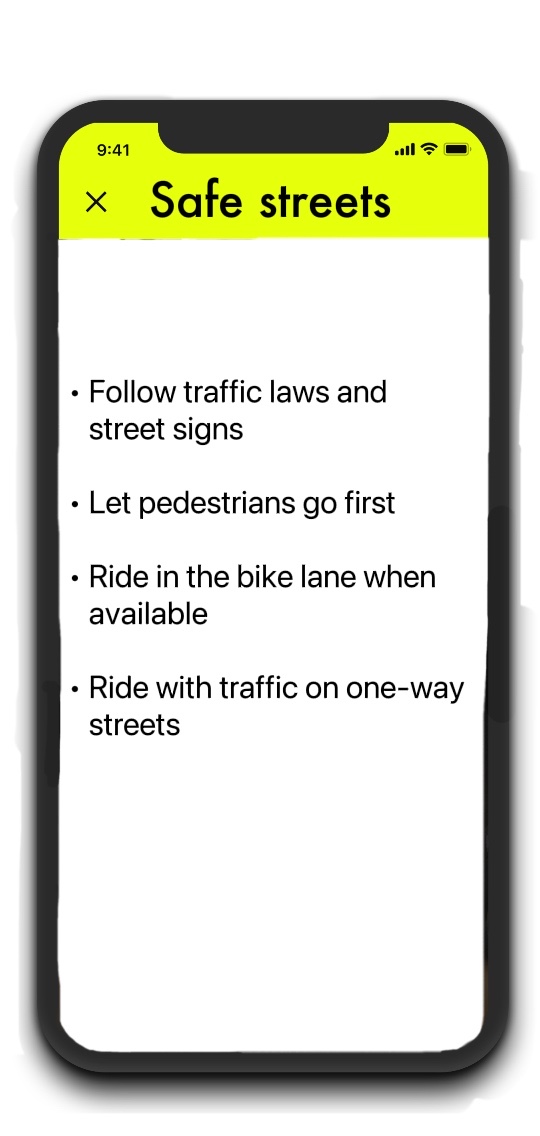 9:41
Safe streets
• Follow traffic laws and
street signs
• Let pedestrians go first
• Ride in the bike lane when
available
• Ride with traffic on one-way
streets